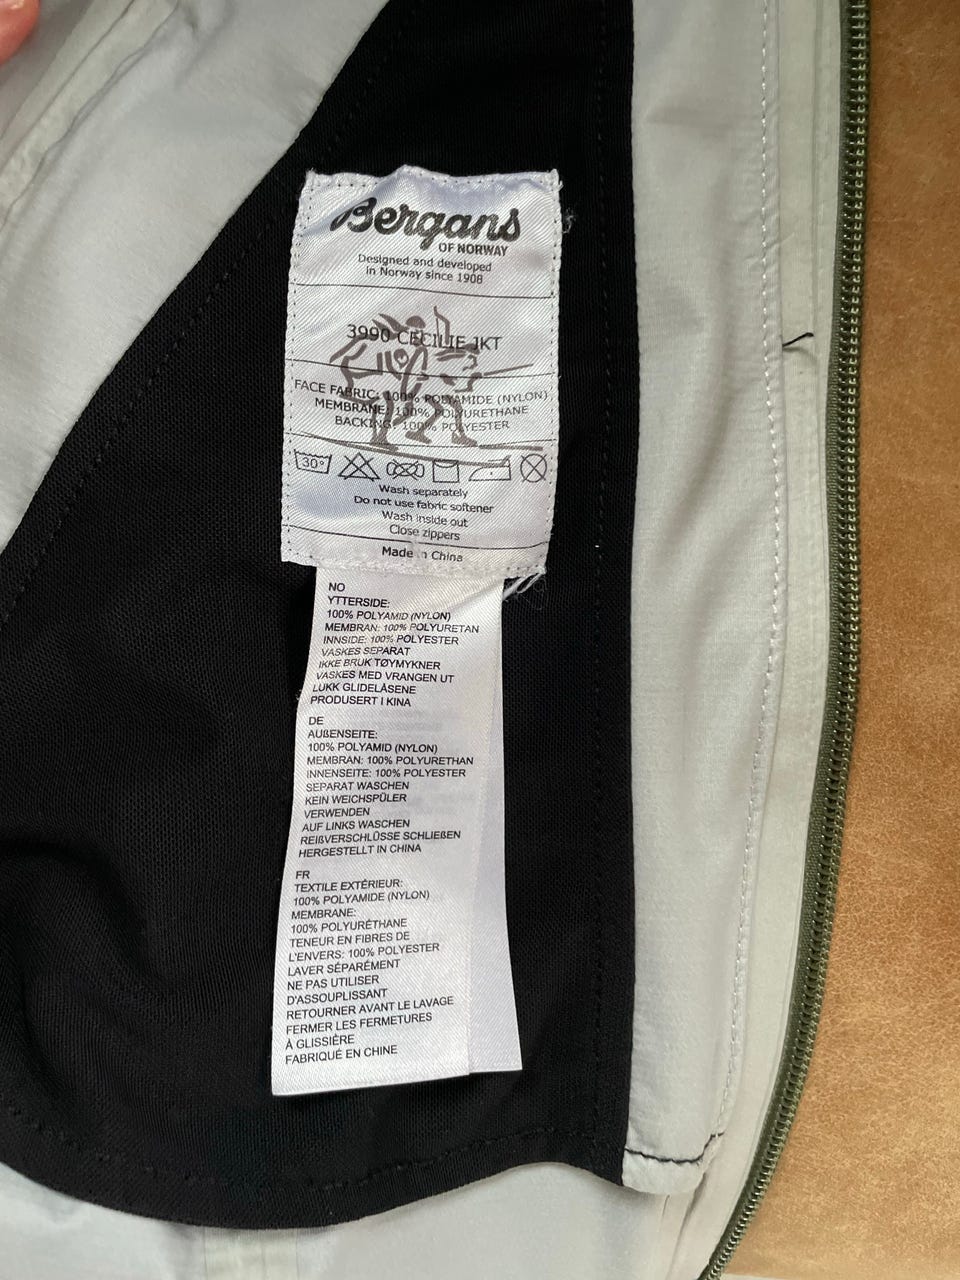 Bergans
OF NORWAY
Designed and developed
in Norway since 1908
3990 CECILIE JKT
FACE FABRIC: 100% POLYAMIDE (NYLON)
MEMBRANE: 100% POLYURETHANE
BACKING: 100% POLYESTER
30°
Wash separately
Do not use fabric softener
Wash inside out
Close zippers
Made in China
NO
YTTERSIDE:
100% POLYAMID (NYLON)
MEMBRAN: 100% POLYURETAN
INNSIDE: 100% POLYESTER
VASKES SEPARAT
IKKE BRUK TØYMYKNER
VASKES MED VRANGEN UT
LUKK GLIDELÅSENE
PRODUSERT I KINA
DE
AUßENSEITE:
100% POLYAMID (NYLON)
MEMBRAN: 100% POLYURETHAN
INNENSEITE: 100% POLYESTER
SEPARAT WASCHEN
KEIN WEICHSPÜLER
VERWENDEN
AUF LINKS WASCHEN
REIßVERSCHLÜSSE SCHLIEßEN
HERGESTELLT IN CHINA
FR
TEXTILE EXTÉRIEUR:
100% POLYAMIDE (NYLON)
MEMBRANE:
100% POLYURÉTHANE
TENEUR EN FIBRES DE
L'ENVERS: 100% POLYESTER
LAVER SÉPARÉMENT
NE PAS UTILISER
D'ASSOUPLISSANT
RETOURNER AVANT LE LAVAGE
FERMER LES FERMETURES
À GLISSIÈRE
FABRIQUÉ EN CHINE